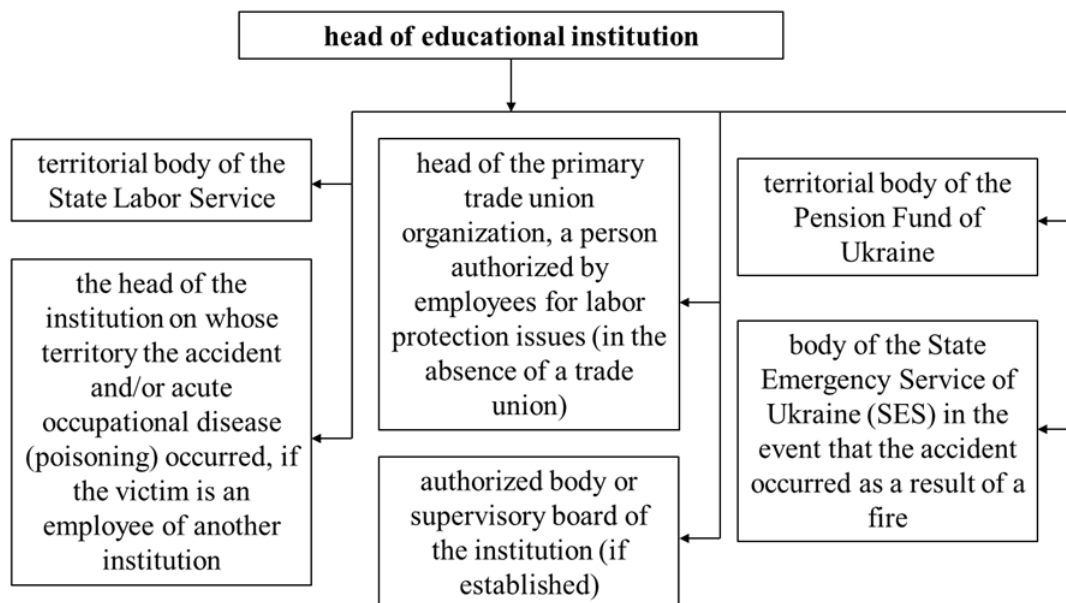 head of educational institution
territorial body of the
State Labor Service
the head of the
institution on whose
territory the accident
and/or acute
occupational disease
(poisoning) occurred, if
the victim is an
employee of another
institution
head of the primary
trade union
organization, a person
authorized by
employees for labor
protection issues (in the
absence of a trade
union)
authorized body or
supervisory board of
the institution (if
established)
territorial body of the
Pension Fund of
Ukraine
body of the State
Emergency Service of
Ukraine (SES) in the
event that the accident
occurred as a result of a
fire